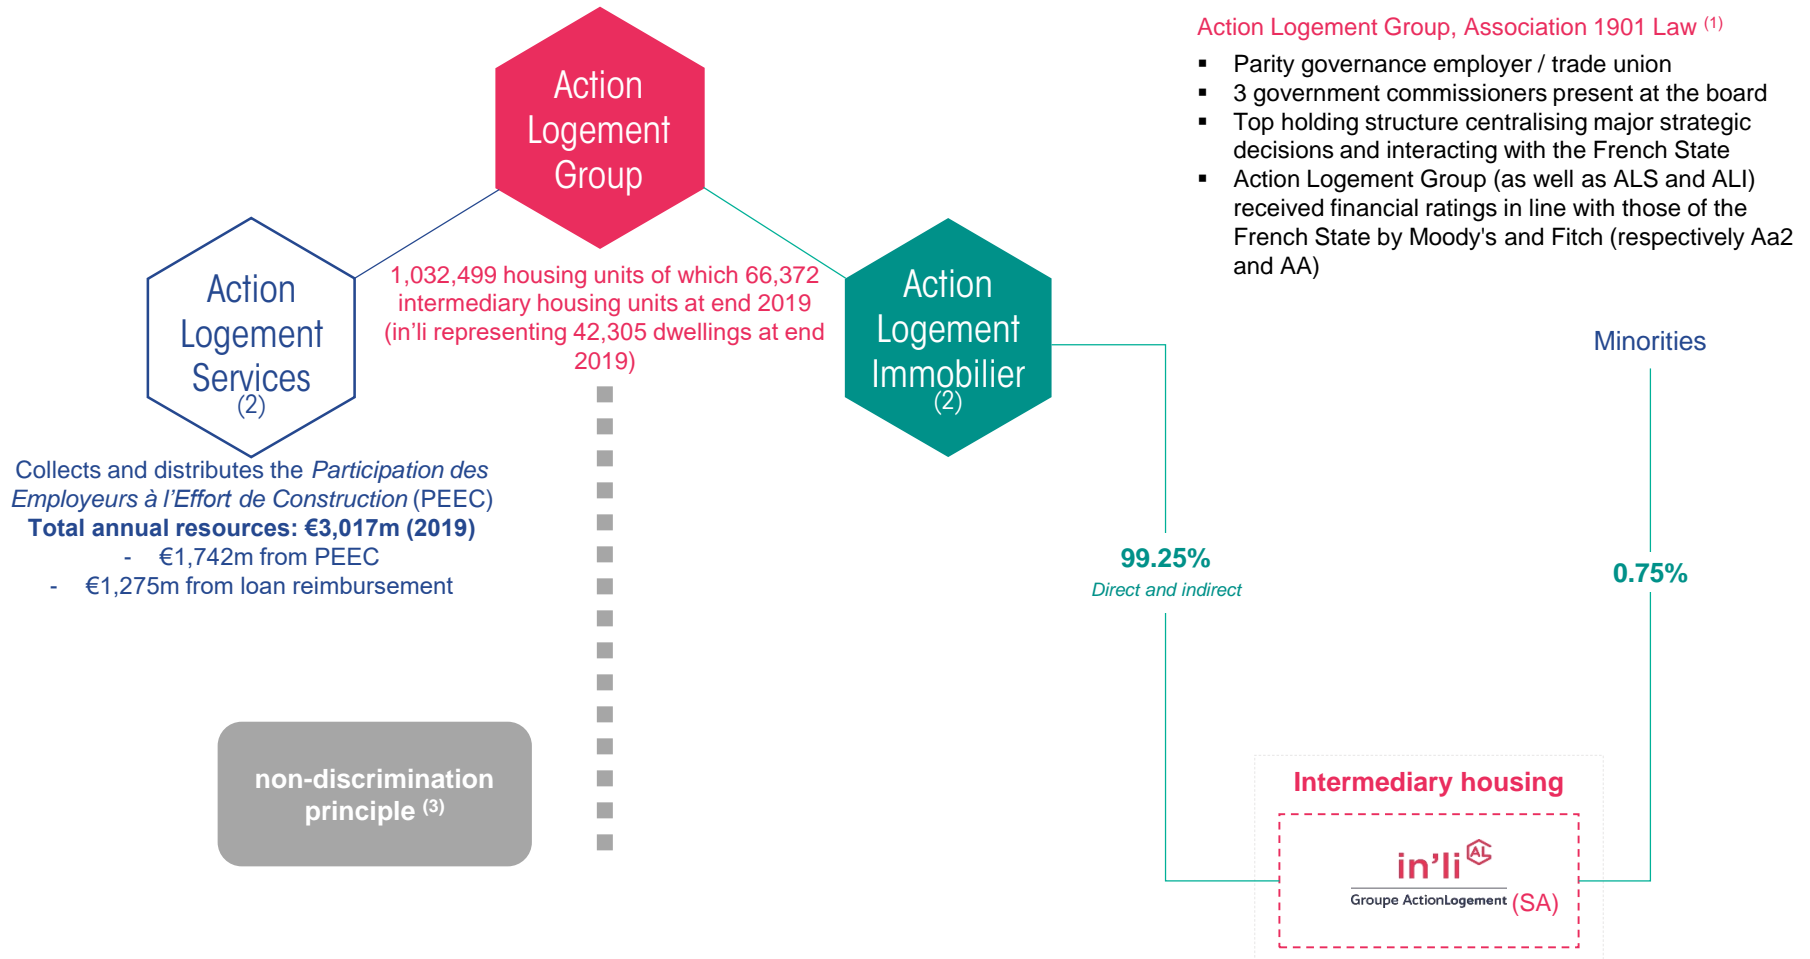 Action
Logement
Group
Action Logement Group, Association 1901 Law (1)
▪ Parity governance employer / trade union
▪ 3 government commissioners present at the board
▪ Top holding structure centralising major strategic
decisions and interacting with the French State
▪ Action Logement Group (as well as ALS and ALI)
received financial ratings in line with those of the
French State by Moody's and Fitch (respectively Aa2
and AA)
Action
Logement
Services
(2)
1,032,499 housing units of which 66,372
intermediary housing units at end 2019
(in’li representing 42,305 dwellings at end
2019)
Action
Logement
Immobilier
(2)
Minorities
Collects and distributes the Participation des
Employeurs à l’Effort de Construction (PEEC)
Total annual resources: €3,017m (2019)
- €1,742m from PEEC
- €1,275m from loan reimbursement
99.25%
Direct and indirect
0.75%
non-discrimination
principle (3)
Intermediary housing
in’li AL
Groupe ActionLogement (SA)